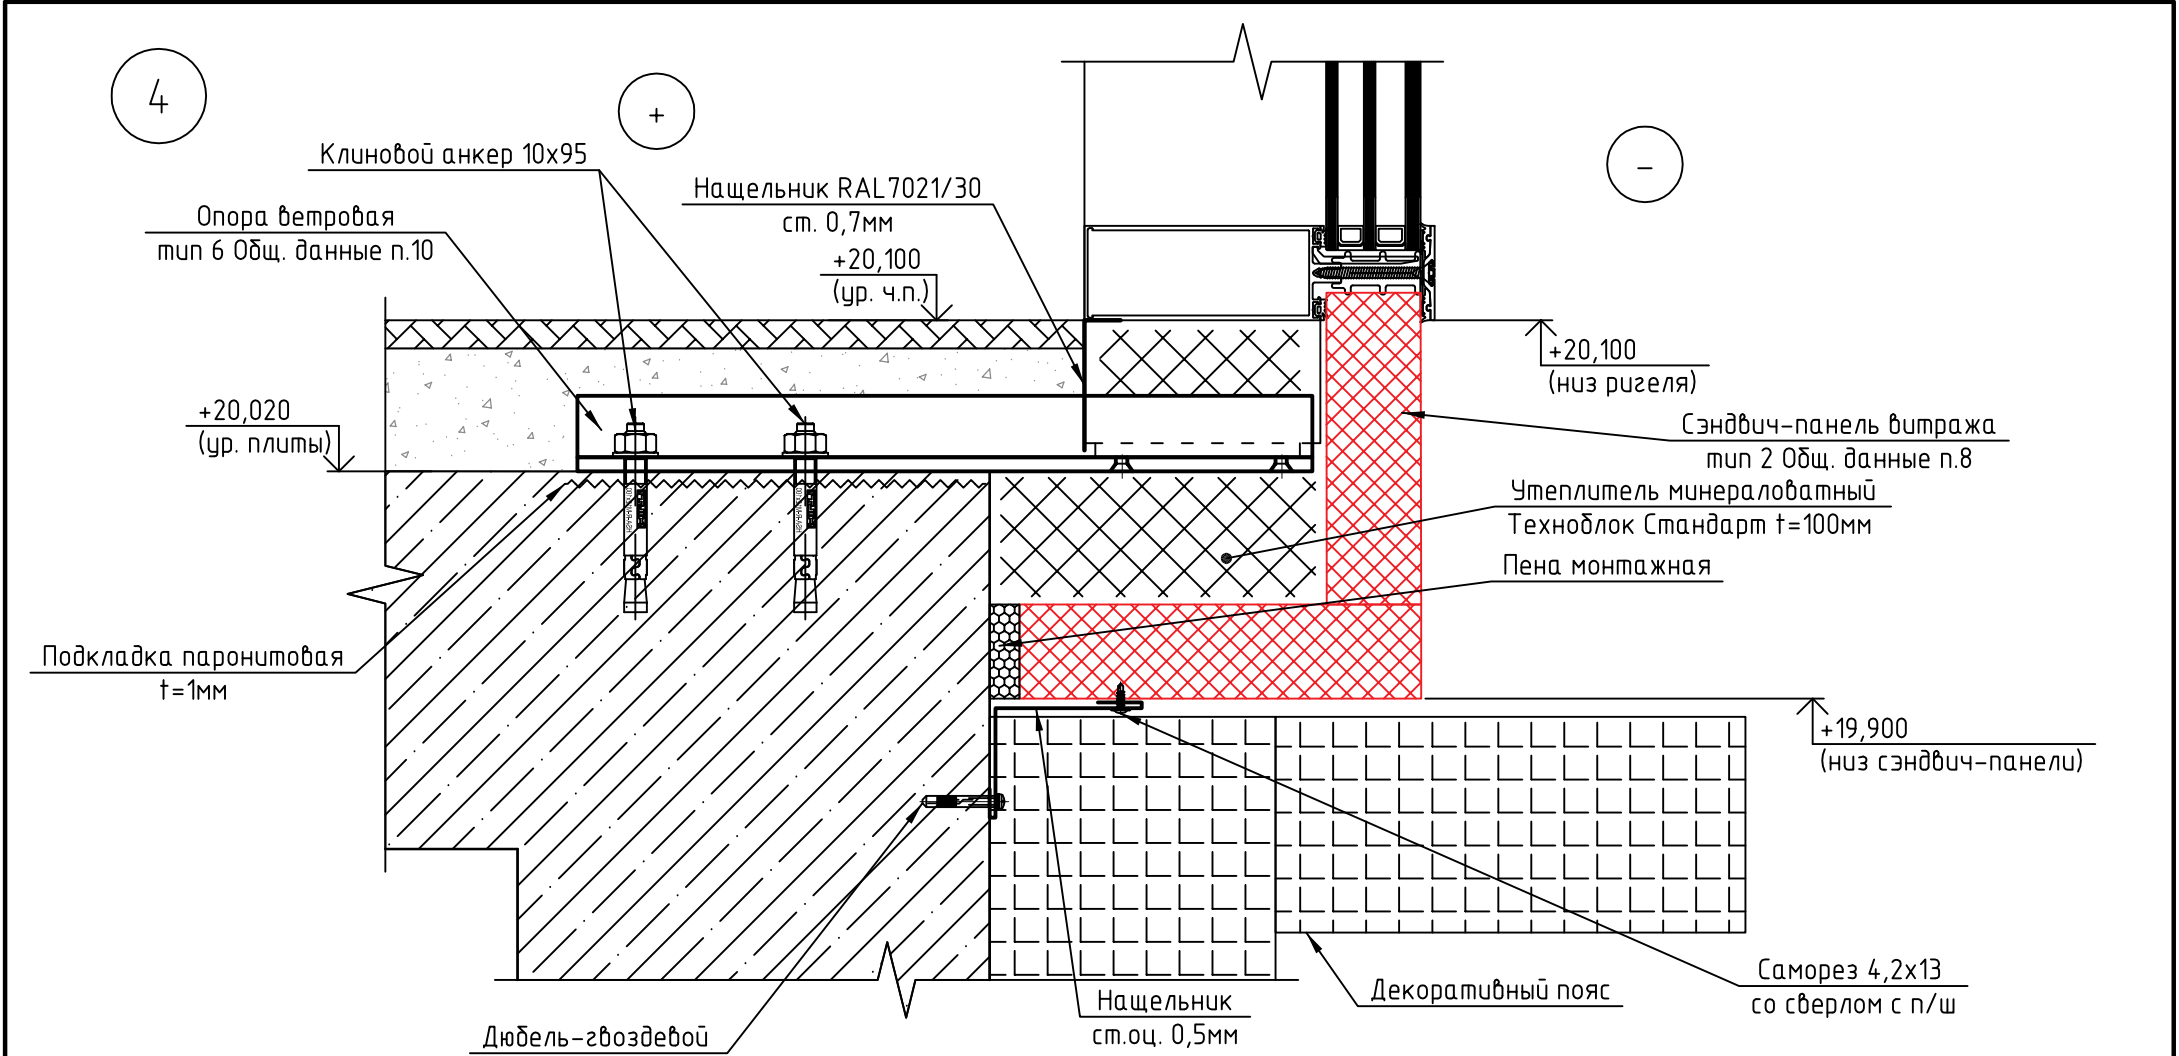 4
+
−
Клиновой анкер 10х95
Нащельник RAL7021/30
ст. 0,7мм
Опора ветровая
тип 6 Общ. данные п.10
+20,100
(ур. ч.п.)
+20,100
(низ ригеля)
+20,020
(ур. плиты)
Сэндвич-панель витража
тип 2 Общ. данные п.8
Утеплитель минераловатный
Техноблок Стандарт t=100мм
Пена монтажная
Подкладка паронитовая
t=1мм
+19,900
(низ сэндвич-панели)
Саморез 4,2х13
со сверлом с п/ш
Декоративный пояс
Нащельник
ст.оц. 0,5мм
Дюбель-гвоздевой